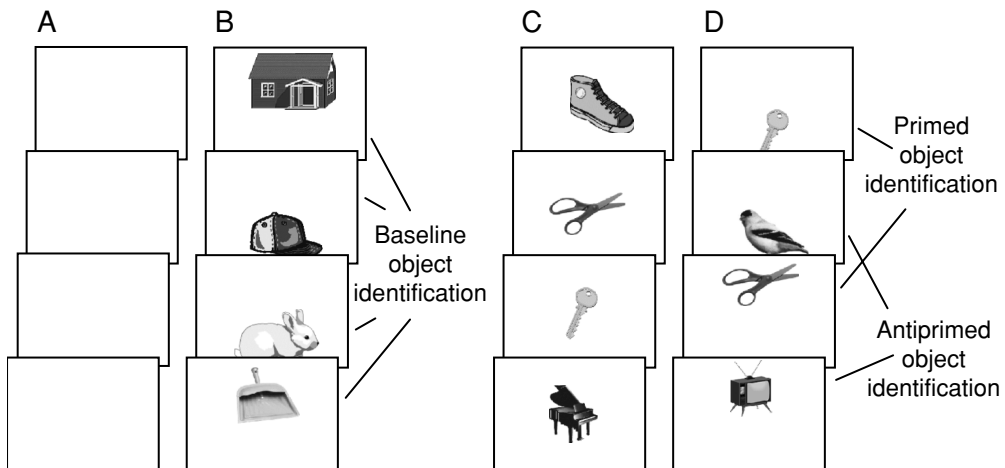 A
B
C
D
Baseline
object
identification
Primed
object
identification
Antiprimed
object
identification